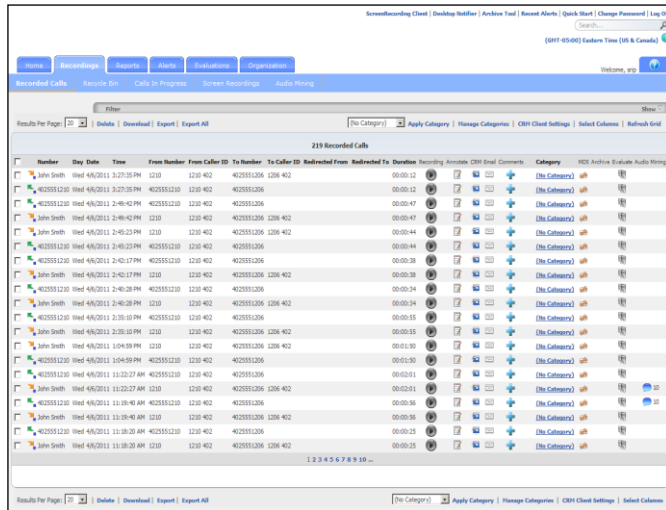 ScreenRecording Client | Desktop Notifier | Archive Tool | Recent Alerts | Quick Start | Change Password | Log O
Search...
(GMT-05:00) Eastern Time (US & Canada)
Home Recordings Reports Alerts Evaluations Organization
Welcome, snp
Recorded Calls Recycle Bin Calls In Progress Screen Recordings Audio Mining
Filter Show
Results Per Page: 20 | Delete | Download | Export | Export All (No Category) Apply Category | Manage Categories | CRM Client Settings | Select Columns | Refresh Grid
219 Recorded Calls
Number Day Date Time From Number From Caller ID To Number To Caller ID Redirected From Redirected To Duration Recording Annotate CRM Email Comments Category MDX Archive Evaluate Audio Mining
John Smith Wed 4/6/2011 3:27:35 PM 1210 1210 402 4025551206 1206 402 00:00:12 (No Category)
4025551210 Wed 4/6/2011 3:27:35 PM 4025551210 1210 402 4025551206 00:00:12 (No Category)
4025551210 Wed 4/6/2011 2:49:42 PM 4025551210 1210 402 4025551206 00:00:47 (No Category)
John Smith Wed 4/6/2011 2:49:42 PM 1210 1210 402 4025551206 1206 402 00:00:47 (No Category)
John Smith Wed 4/6/2011 2:45:23 PM 1210 1210 402 4025551206 1206 402 00:00:44 (No Category)
4025551210 Wed 4/6/2011 2:45:23 PM 4025551210 1210 402 4025551206 00:00:44 (No Category)
4025551210 Wed 4/6/2011 2:42:17 PM 4025551210 1210 402 4025551206 00:00:38 (No Category)
John Smith Wed 4/6/2011 2:42:17 PM 1210 1210 402 4025551206 1206 402 00:00:38 (No Category)
4025551210 Wed 4/6/2011 2:40:28 PM 4025551210 1210 402 4025551206 00:00:34 (No Category)
John Smith Wed 4/6/2011 2:40:28 PM 1210 1210 402 4025551206 1206 402 00:00:34 (No Category)
4025551210 Wed 4/6/2011 2:35:10 PM 4025551210 1210 402 4025551206 00:00:55 (No Category)
John Smith Wed 4/6/2011 2:35:10 PM 1210 1210 402 4025551206 1206 402 00:00:55 (No Category)
John Smith Wed 4/6/2011 1:04:59 PM 1210 1210 402 4025551206 1206 402 00:01:50 (No Category)
4025551210 Wed 4/6/2011 1:04:59 PM 4025551210 1210 402 4025551206 00:01:50 (No Category)
4025551210 Wed 4/6/2011 11:22:27 AM 4025551210 1210 402 4025551206 00:02:01 (No Category)
John Smith Wed 4/6/2011 11:22:27 AM 1210 1210 402 4025551206 1206 402 00:02:01 (No Category) 10
4025551210 Wed 4/6/2011 11:19:40 AM 4025551210 1210 402 4025551206 00:00:56 (No Category) 10
John Smith Wed 4/6/2011 11:19:40 AM 1210 1210 402 4025551206 1206 402 00:00:56 (No Category)
4025551210 Wed 4/6/2011 11:18:20 AM 4025551210 1210 402 4025551206 00:00:25 (No Category)
John Smith Wed 4/6/2011 11:18:20 AM 1210 1210 402 4025551206 1206 402 00:00:25 (No Category)
1 2 3 4 5 6 7 8 9 10 ...
Results Per Page: 20 | Delete | Download | Export | Export All (No Category) Apply Category | Manage Categories | CRM Client Settings | Select Columns